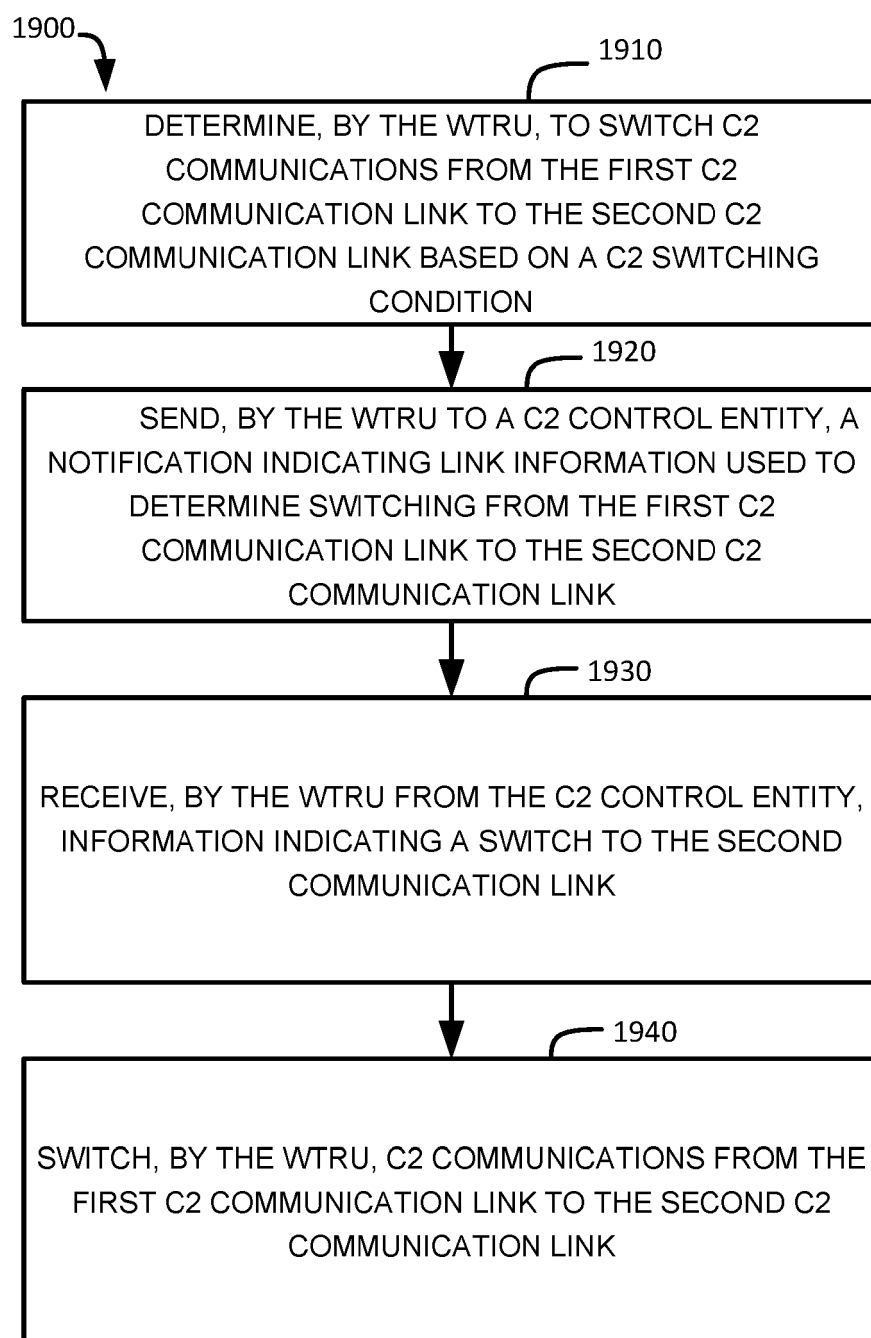 1900
1910
DETERMINE, BY THE WTRU, TO SWITCH C2
COMMUNICATIONS FROM THE FIRST C2
COMMUNICATION LINK TO THE SECOND C2
COMMUNICATION LINK BASED ON A C2 SWITCHING
CONDITION
1920
SEND, BY THE WTRU TO A C2 CONTROL ENTITY, A
NOTIFICATION INDICATING LINK INFORMATION USED TO
DETERMINE SWITCHING FROM THE FIRST C2
COMMUNICATION LINK TO THE SECOND C2
COMMUNICATION LINK
1930
RECEIVE, BY THE WTRU FROM THE C2 CONTROL ENTITY,
INFORMATION INDICATING A SWITCH TO THE SECOND
COMMUNICATION LINK
1940
SWITCH, BY THE WTRU, C2 COMMUNICATIONS FROM THE
FIRST C2 COMMUNICATION LINK TO THE SECOND C2
COMMUNICATION LINK